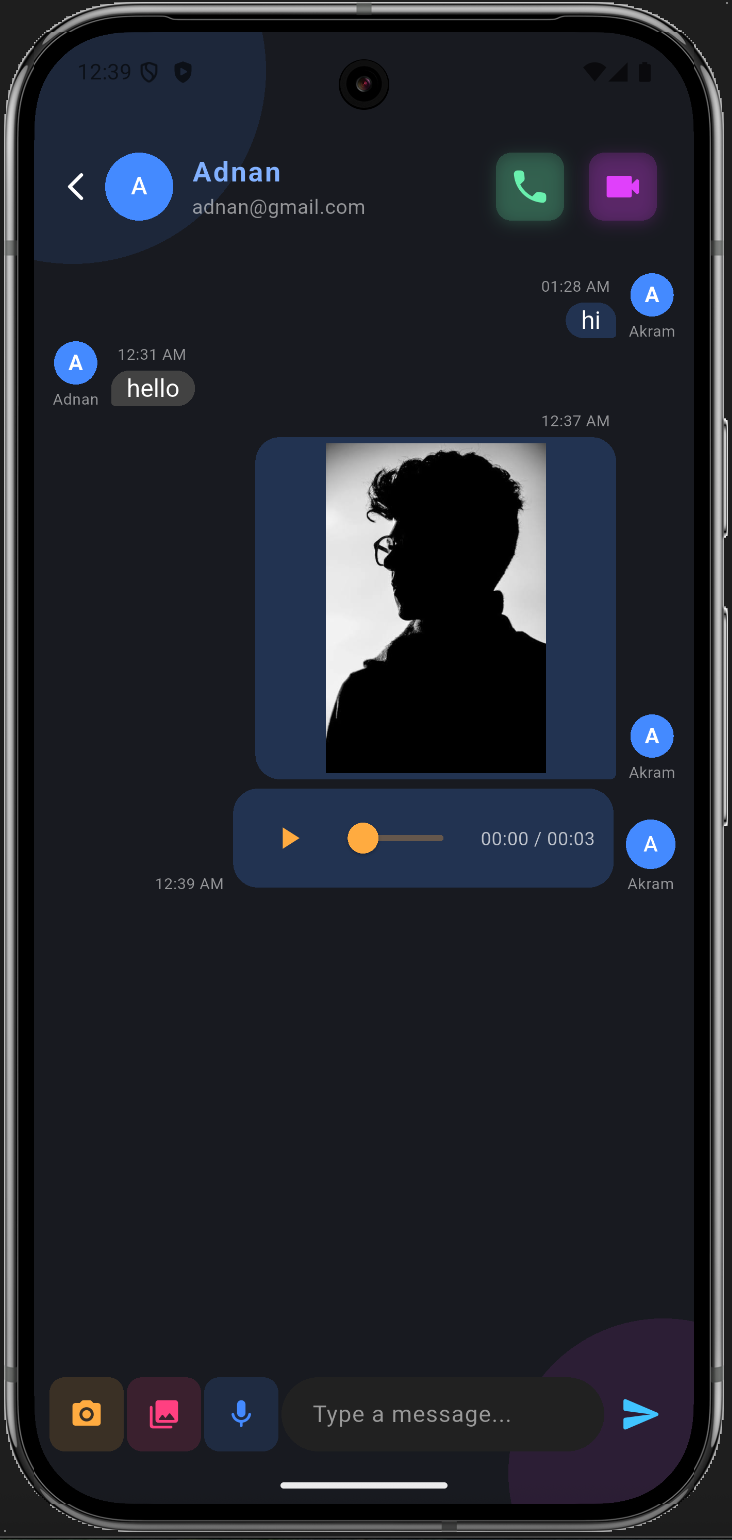 12:39
A
Adnan
adnan@gmail.com
01:28 AM
hi
A
Akram
12:31 AM
A
hello
Adnan
12:37 AM
A
Akram
00:00 / 00:03
A
12:39 AM
Akram
Type a message...